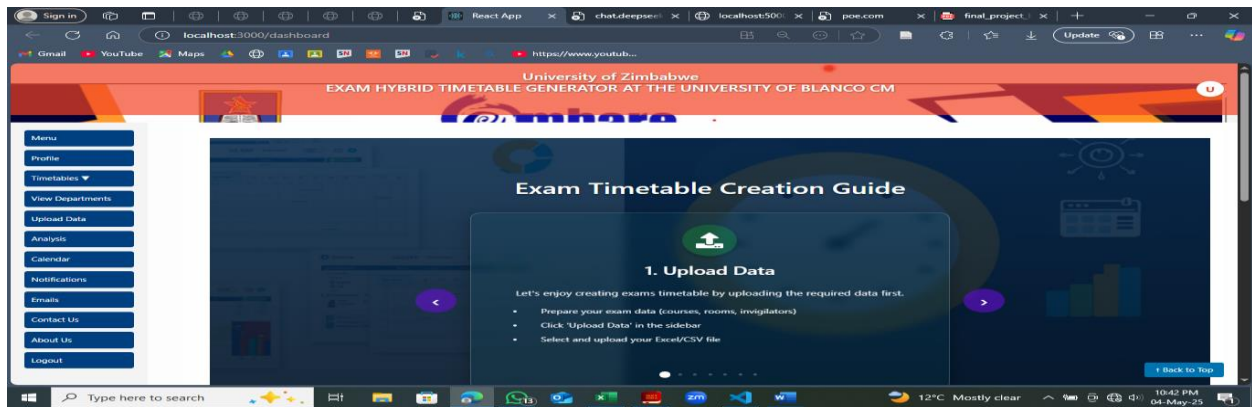 Sign in
React App
chat.deepseek
localhost:500
poe.com
final_project_
localhost:3000/dashboard
Update
Gmail
YouTube
Maps
SN
SN
https://www.youtub...
University of Zimbabwe
EXAM HYBRID TIMETABLE GENERATOR AT THE UNIVERSITY OF BLANCO CM
U
emhare
Menu
Profile
Timetables ▼
View Departments
Upload Data
Analysis
Calendar
Notifications
Emails
Contact Us
About Us
Logout
Exam Timetable Creation Guide
1. Upload Data
Let's enjoy creating exams timetable by uploading the required data first.
• Prepare your exam data (courses, rooms, invigilators)
• Click 'Upload Data' in the sidebar
• Select and upload your Excel/CSV file
‹
›
↑ Back to Top
Type here to search
zm
12°C Mostly clear
10:42 PM
04-May-25